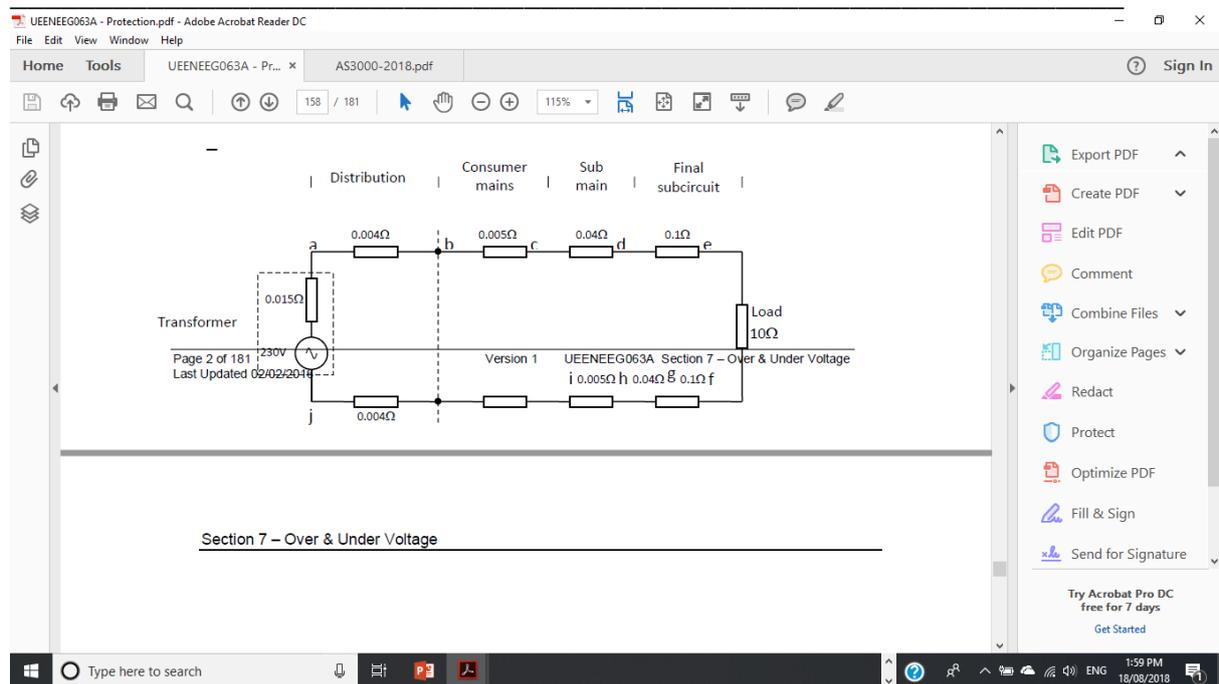 UEENEEG063A - Protection.pdf - Adobe Acrobat Reader DC
File Edit View Window Help
Home Tools UEENEEG063A - Pr... × AS3000-2018.pdf Sign In
158 / 181 115%
Export PDF
Create PDF
Edit PDF
Comment
Combine Files
Organize Pages
Redact
Protect
Optimize PDF
Fill & Sign
Send for Signature
Try Acrobat Pro DC
free for 7 days
Get Started
Distribution
Consumer
mains
Sub
main
Final
subcircuit
0.004Ω 0.005Ω 0.04Ω 0.1Ω
a b c d e
0.015Ω
Transformer
230V
Load
10Ω
Page 2 of 181 Version 1 UEENEEG063A Section 7 – Over & Under Voltage
Last Updated 02/02/2018
i 0.005Ω h 0.04Ω g 0.1Ω f
j 0.004Ω
Section 7 – Over & Under Voltage
Type here to search
ENG
1:59 PM
18/08/2018
1